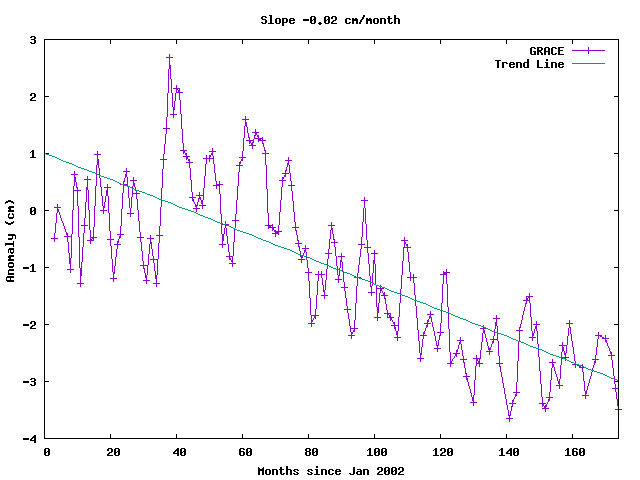 Slope -0.02 cm/month
GRACE
Trend Line
3
2
1
0
-1
-2
-3
-4
Anomaly (cm)
0 20 40 60 80 100 120 140 160
Months since Jan 2002